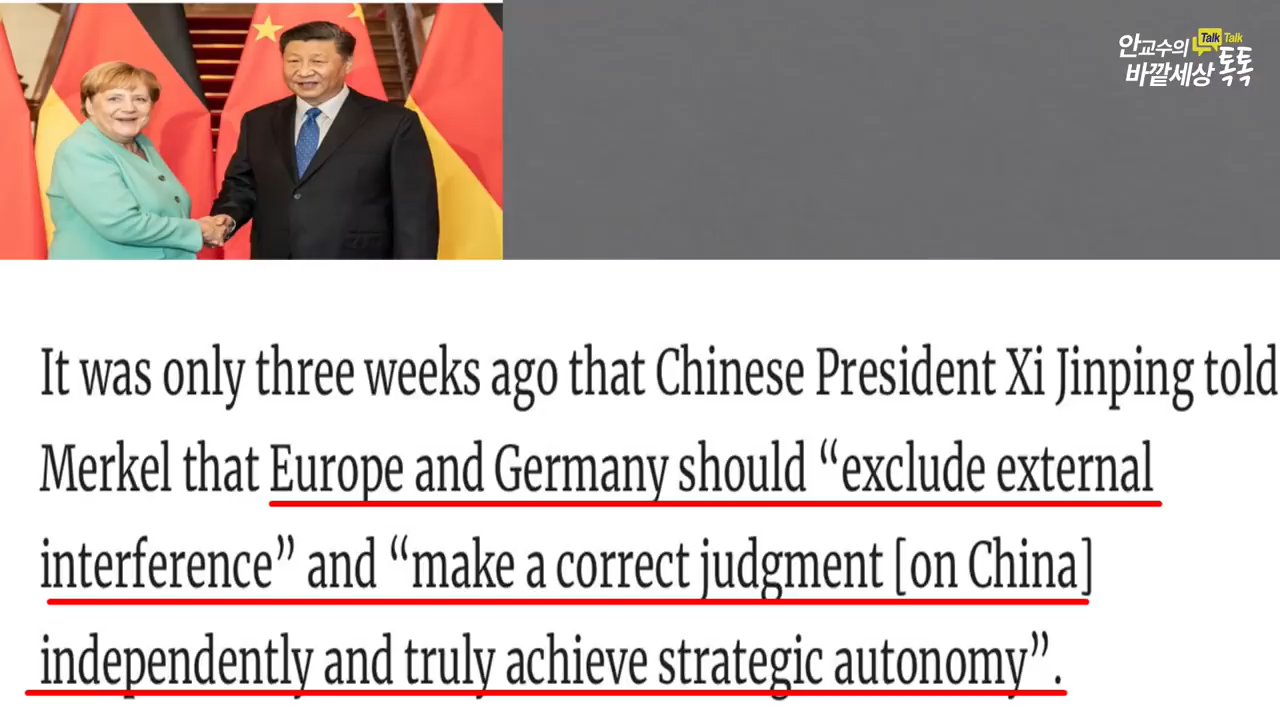 안교수의 Talk Talk
바깥세상 톡톡
It was only three weeks ago that Chinese President Xi Jinping told
Merkel that Europe and Germany should “exclude external
interference” and “make a correct judgment [on China]
independently and truly achieve strategic autonomy”.